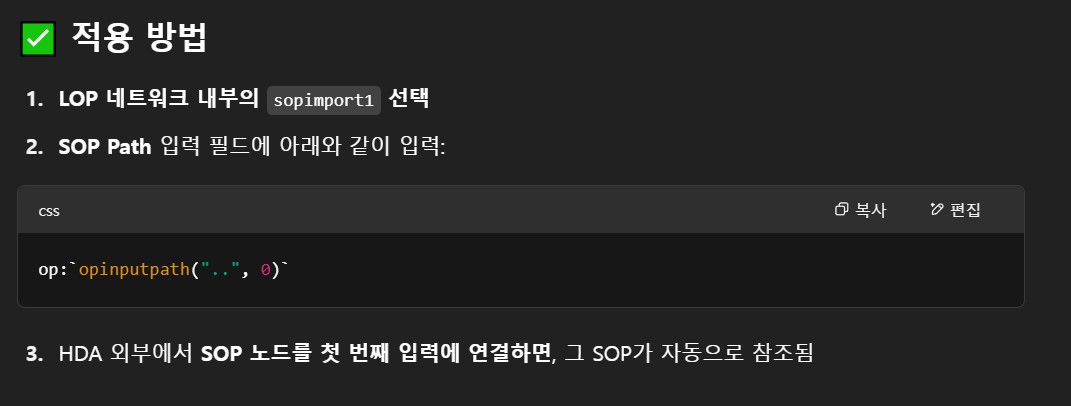 ✅ 적용 방법
1. LOP 네트워크 내부의 sopimport1 선택
2. SOP Path 입력 필드에 아래와 같이 입력:
css 복사 편집
op:`opinputpath("..", 0)`
3. HDA 외부에서 SOP 노드를 첫 번째 입력에 연결하면, 그 SOP가 자동으로 참조됨